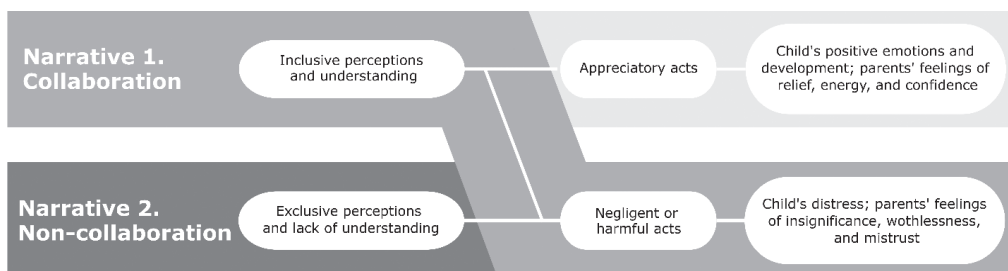 Narrative 1.
Collaboration
Inclusive perceptions
and understanding
Appreciatory acts
Child's positive emotions and
development; parents' feelings of
relief, energy, and confidence
Narrative 2.
Non-collaboration
Exclusive perceptions
and lack of understanding
Negligent or
harmful acts
Child's distress; parents' feelings
of insignificance, wothlessness,
and mistrust